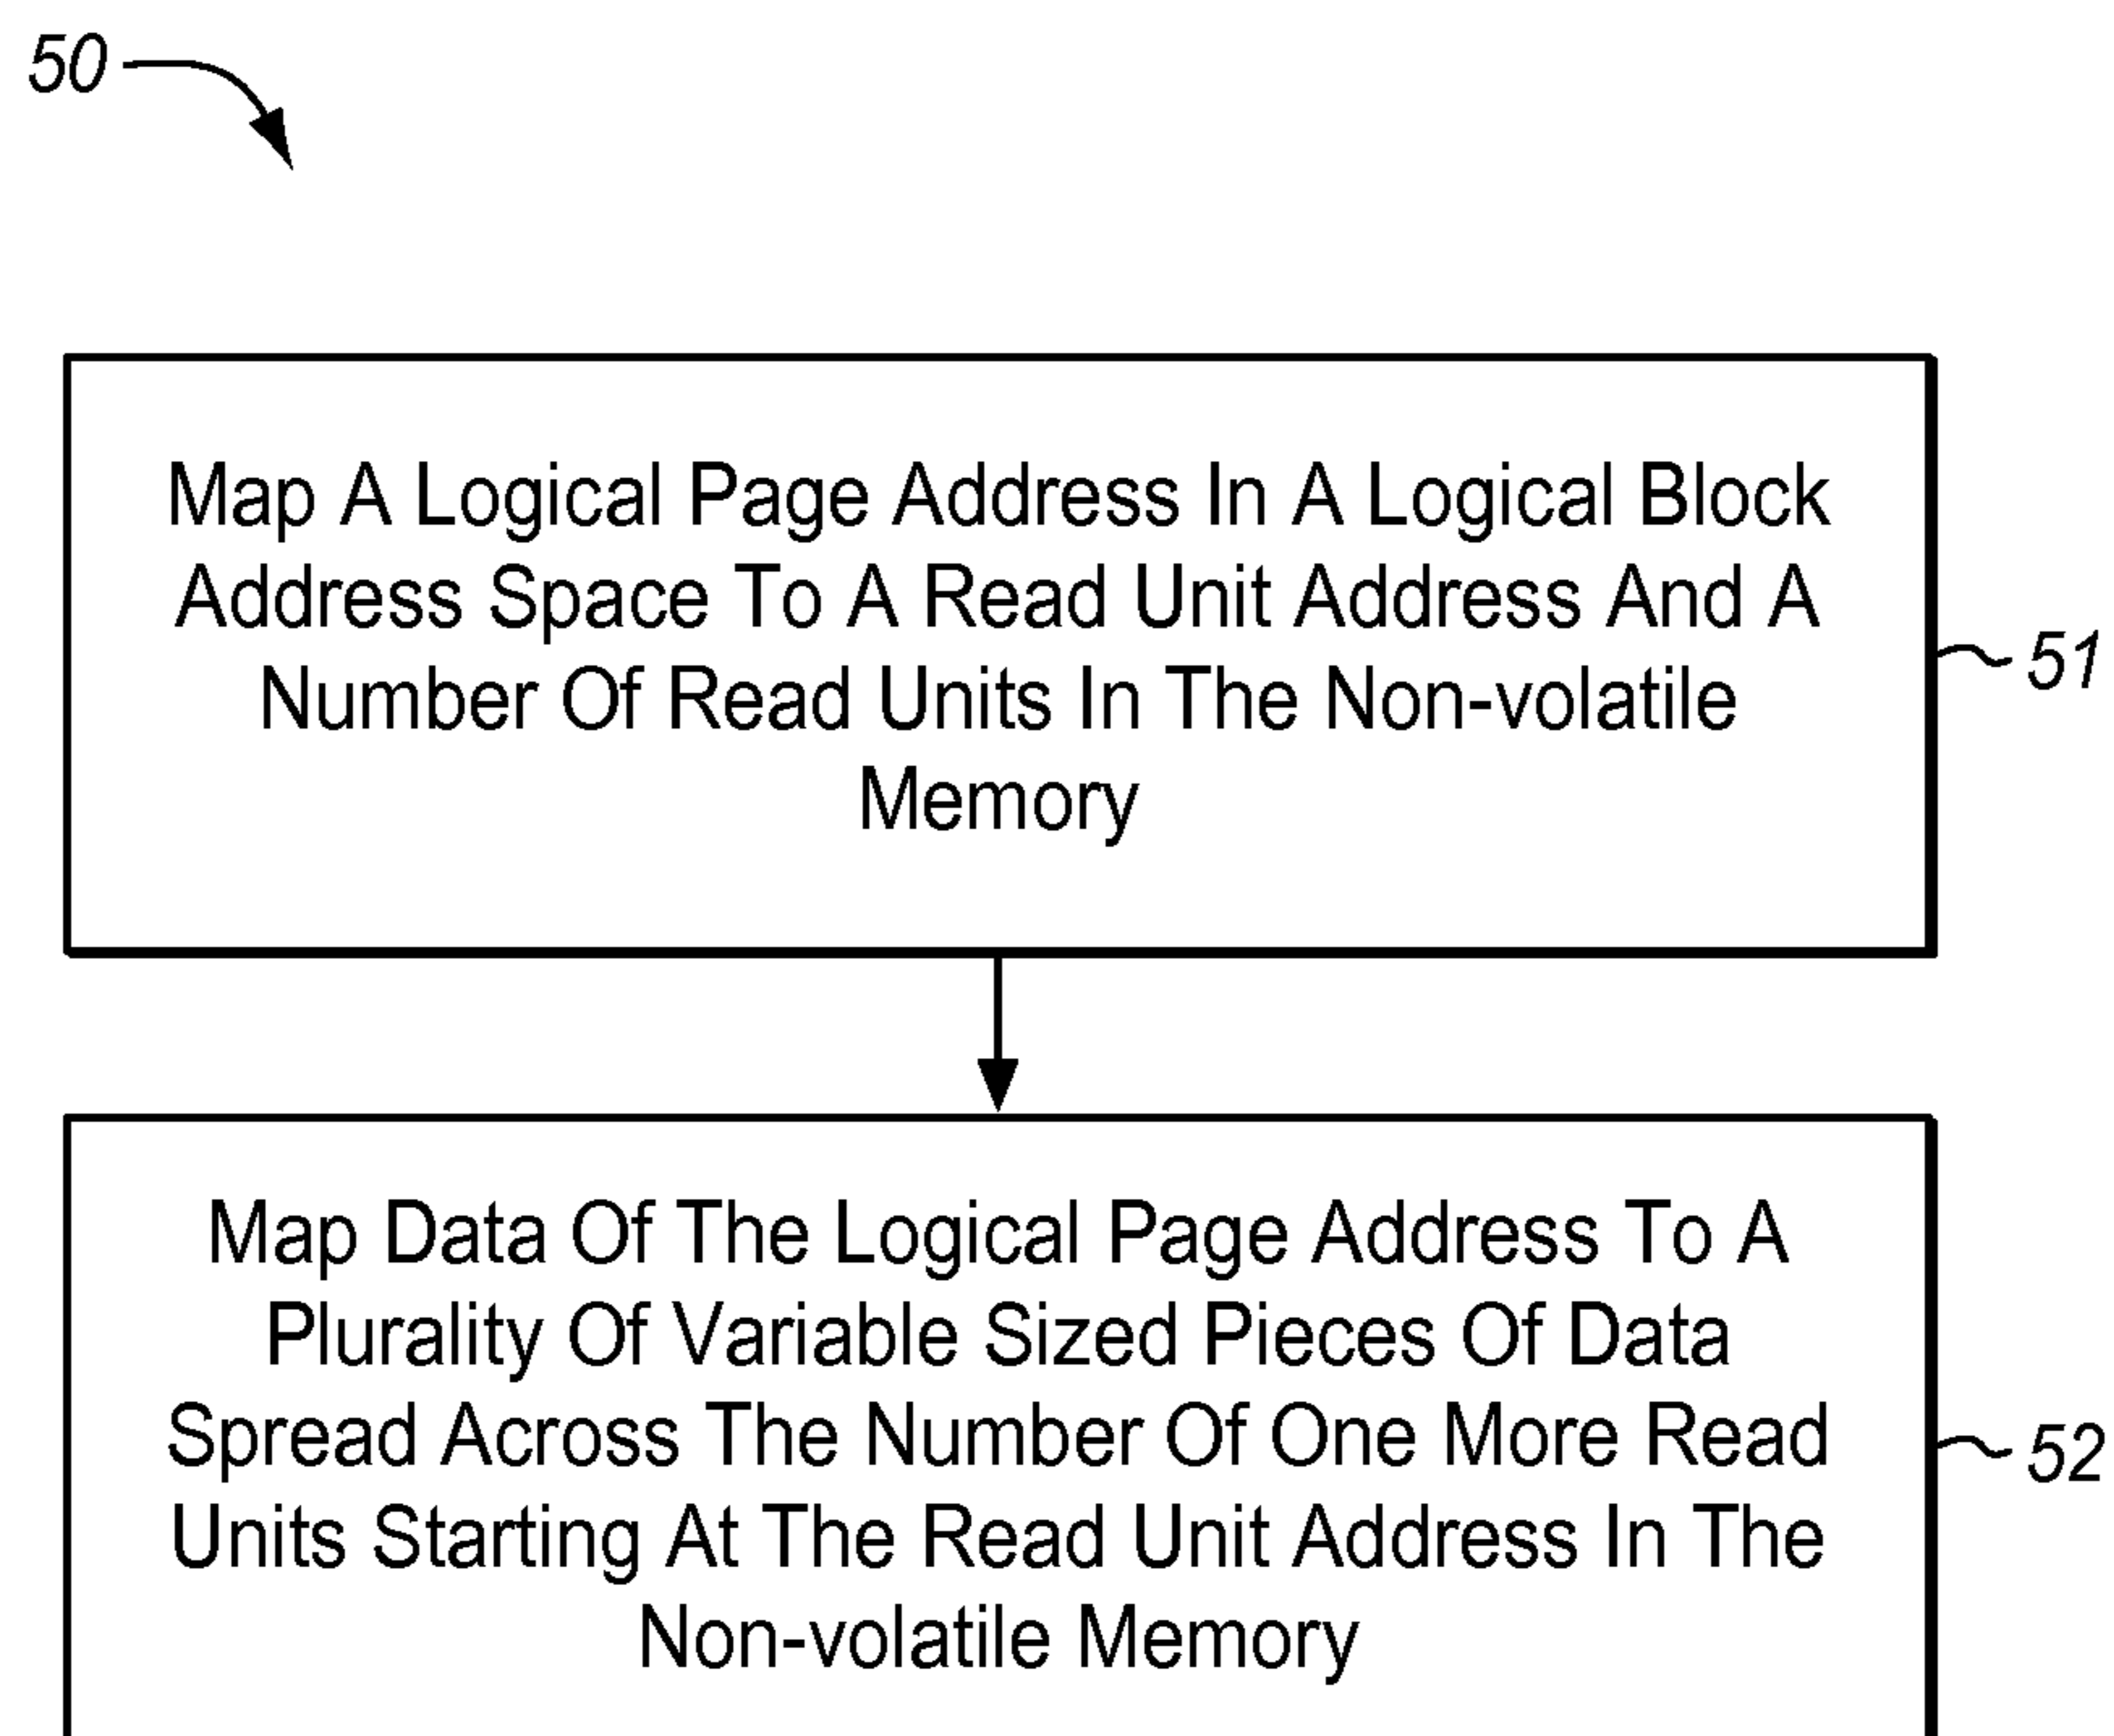 50
Map A Logical Page Address In A Logical Block
Address Space To A Read Unit Address And A
Number Of Read Units In The Non-volatile
Memory
51
Map Data Of The Logical Page Address To A
Plurality Of Variable Sized Pieces Of Data
Spread Across The Number Of One More Read
Units Starting At The Read Unit Address In The
Non-volatile Memory
52